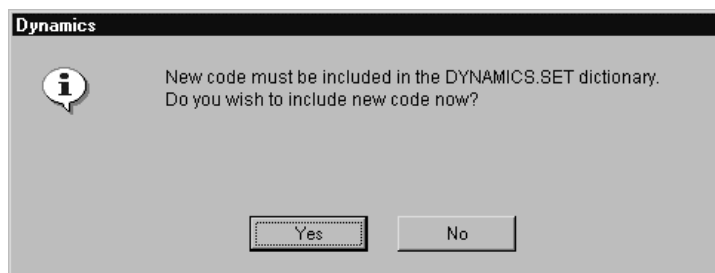 Dynamics
New code must be included in the DYNAMICS.SET dictionary.
Do you wish to include new code now?
Yes
No